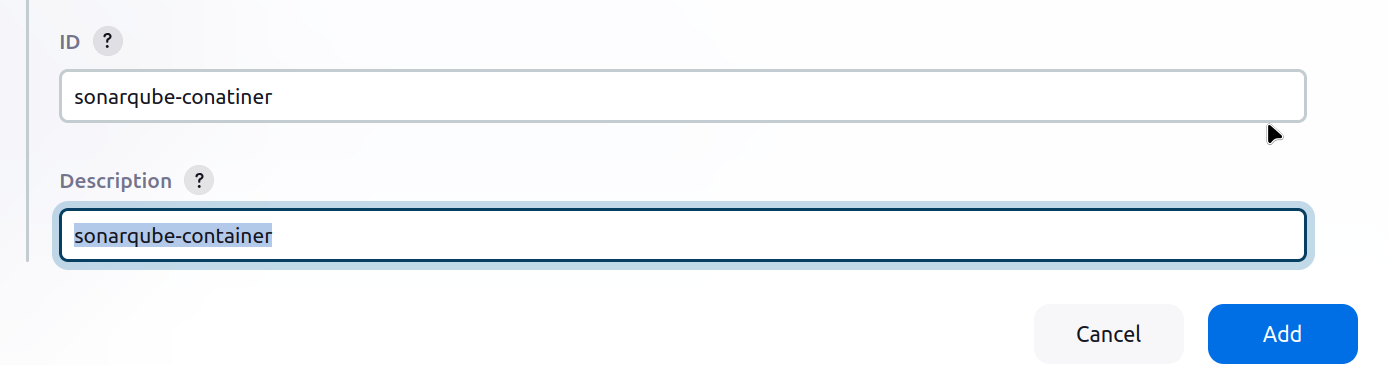 ID ?
sonarqube-conatiner
Description ?
sonarqube-container
Cancel Add